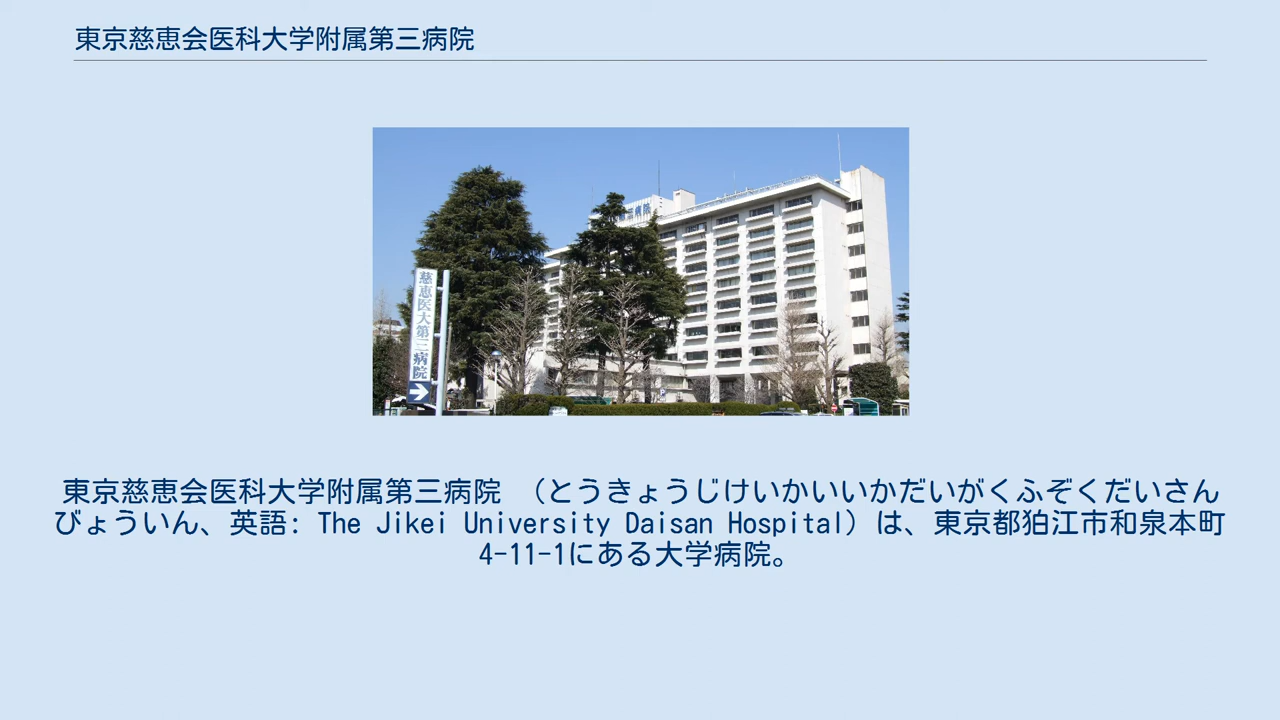 東京慈恵会医科大学附属第三病院
第三病院
慈恵医大第三病院
東京慈恵会医科大学附属第三病院 （とうきょうじけいかいいかだいがくふぞくだいさん
びょういん、英語: The Jikei University Daisan Hospital）は、東京都狛江市和泉本町
4-11-1にある大学病院。